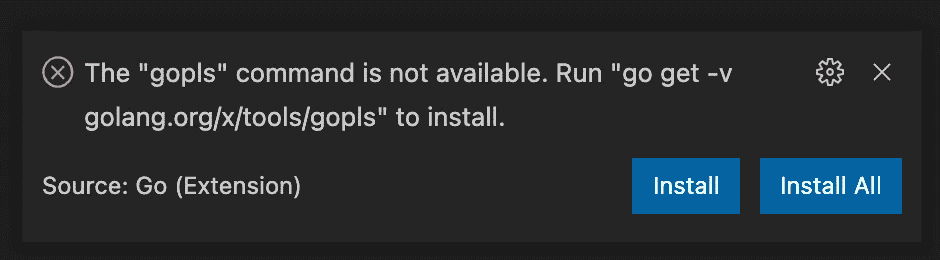 The "gopls" command is not available. Run "go get -v
golang.org/x/tools/gopls" to install.
Source: Go (Extension)
Install
Install All